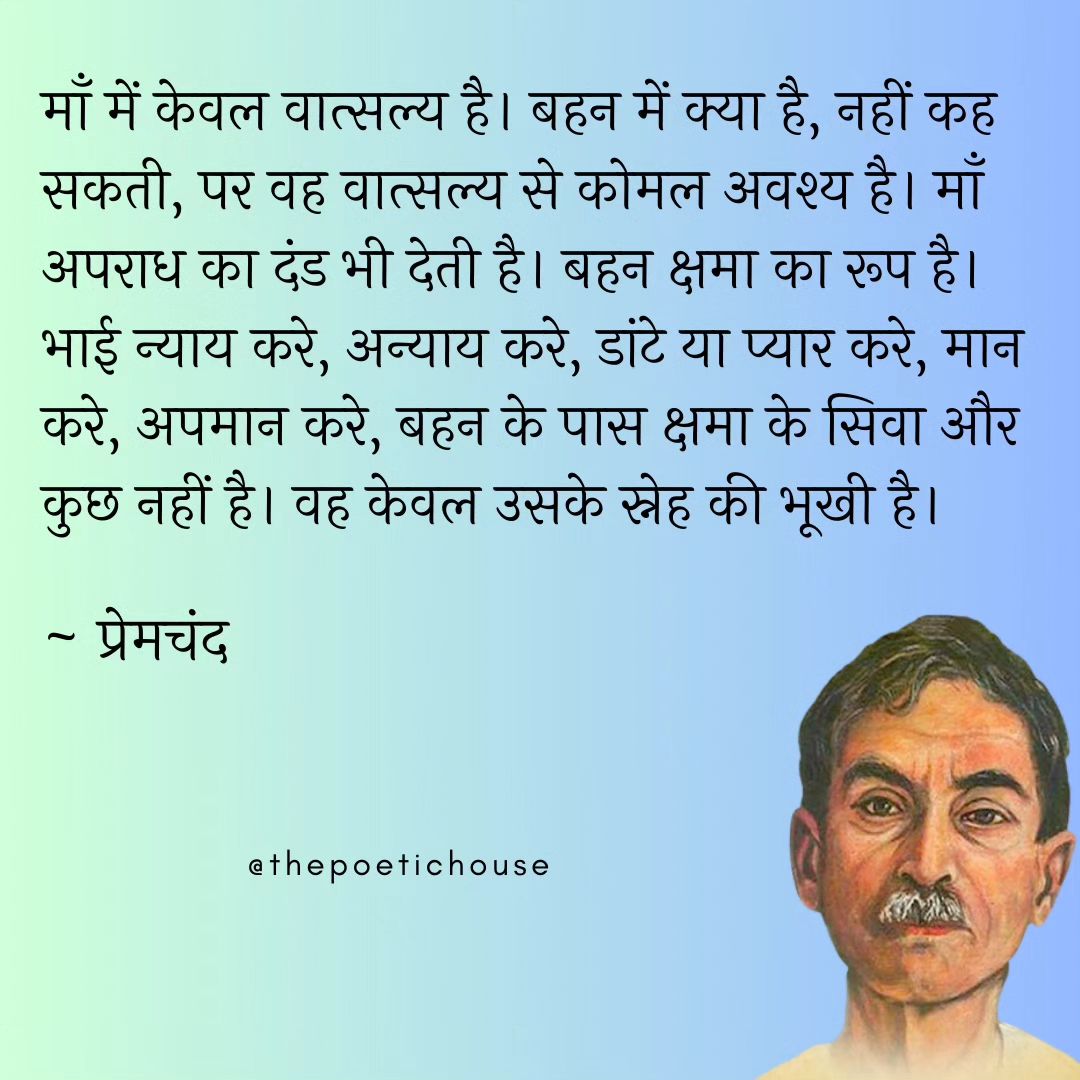 माँ में केवल वात्सल्य है। बहन में क्या है, नहीं कह
सकती, पर वह वात्सल्य से कोमल अवश्य है। माँ
अपराध का दंड भी देती है। बहन क्षमा का रूप है।
भाई न्याय करे, अन्याय करे, डांटे या प्यार करे, मान
करे, अपमान करे, बहन के पास क्षमा के सिवा और
कुछ नहीं है। वह केवल उसके स्नेह की भूखी है।
~ प्रेमचंद
@thepoetichouse